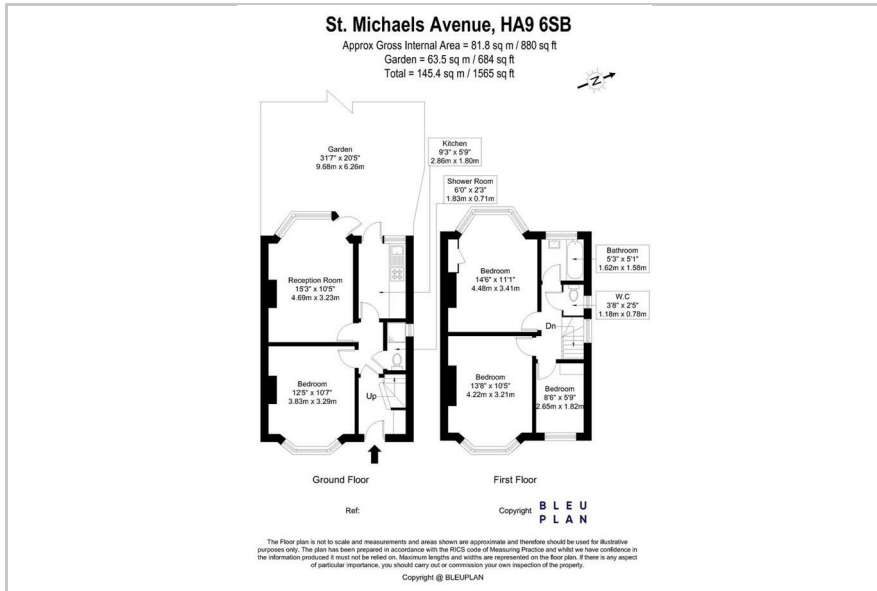 St. Michaels Avenue, HA9 6SB
Approx Gross Internal Area = 81.8 sq m / 880 sq ft
Garden = 63.5 sq m / 684 sq ft
Total = 145.4 sq m / 1565 sq ft
N
Garden
31'7" x 20'5"
9.68m x 6.26m
Kitchen
9'3" x 5'9"
2.86m x 1.80m
Shower Room
6'0" x 2'3"
1.83m x 0.71m
Reception Room
15'3" x 10'5"
4.69m x 3.23m
Bedroom
12'5" x 10'7"
3.83m x 3.29m
Up
Ground Floor
Bedroom
14'6" x 11'1"
4.48m x 3.41m
Bathroom
5'3" x 5'1"
1.62m x 1.58m
W.C
3'8" x 2'5"
1.18m x 0.78m
Dn
Bedroom
13'8" x 10'5"
4.22m x 3.21m
Bedroom
8'6" x 5'9"
2.65m x 1.82m
First Floor
Ref:
Copyright
BLEU
PLAN
The Floor plan is not to scale and measurements and areas shown are approximate and therefore should be used for illustrative
purposes only. The plan has been prepared in accordance with the RICS code of Measuring Practice and whilst we have confidence in
the information produced it must not be relied on. Maximum lengths and widths are represented on the floor plan. If there is any aspect
of particular importance, you should carry out or commission your own inspection of the property.
Copyright @ BLEUPLAN